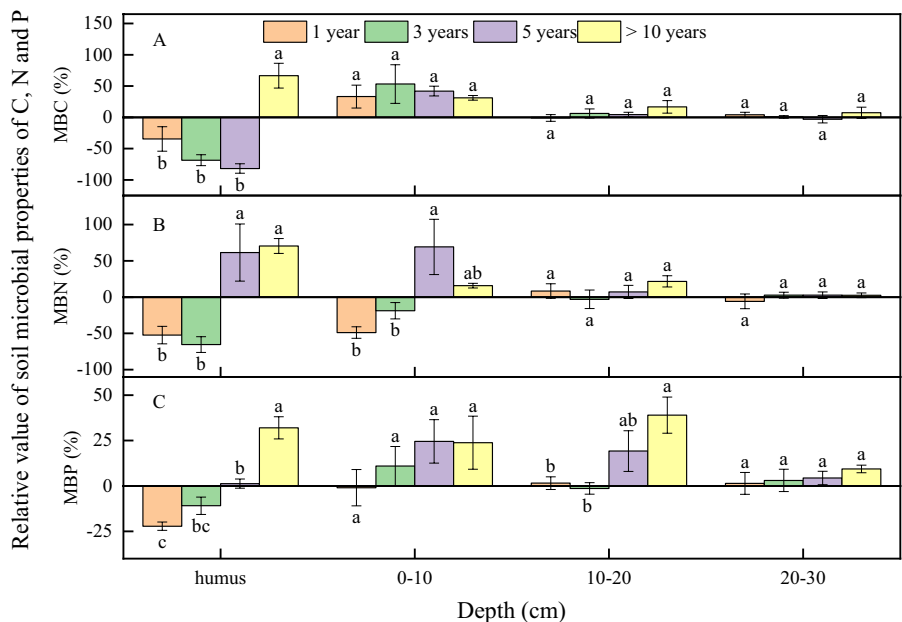 Relative value of soil microbial properties of C, N and P
1 year 3 years 5 years > 10 years
A
MBC (%)
150
100
50
0
-50
-100
b b b a
a a a a
a a a a
a a a a
B
MBN (%)
100
50
0
-50
-100
b b a a
b b a ab
a a a a
a a a a
C
MBP (%)
50
25
0
-25
c bc b a
a a a a
b b ab a
a a a a
humus 0-10 10-20 20-30
Depth (cm)